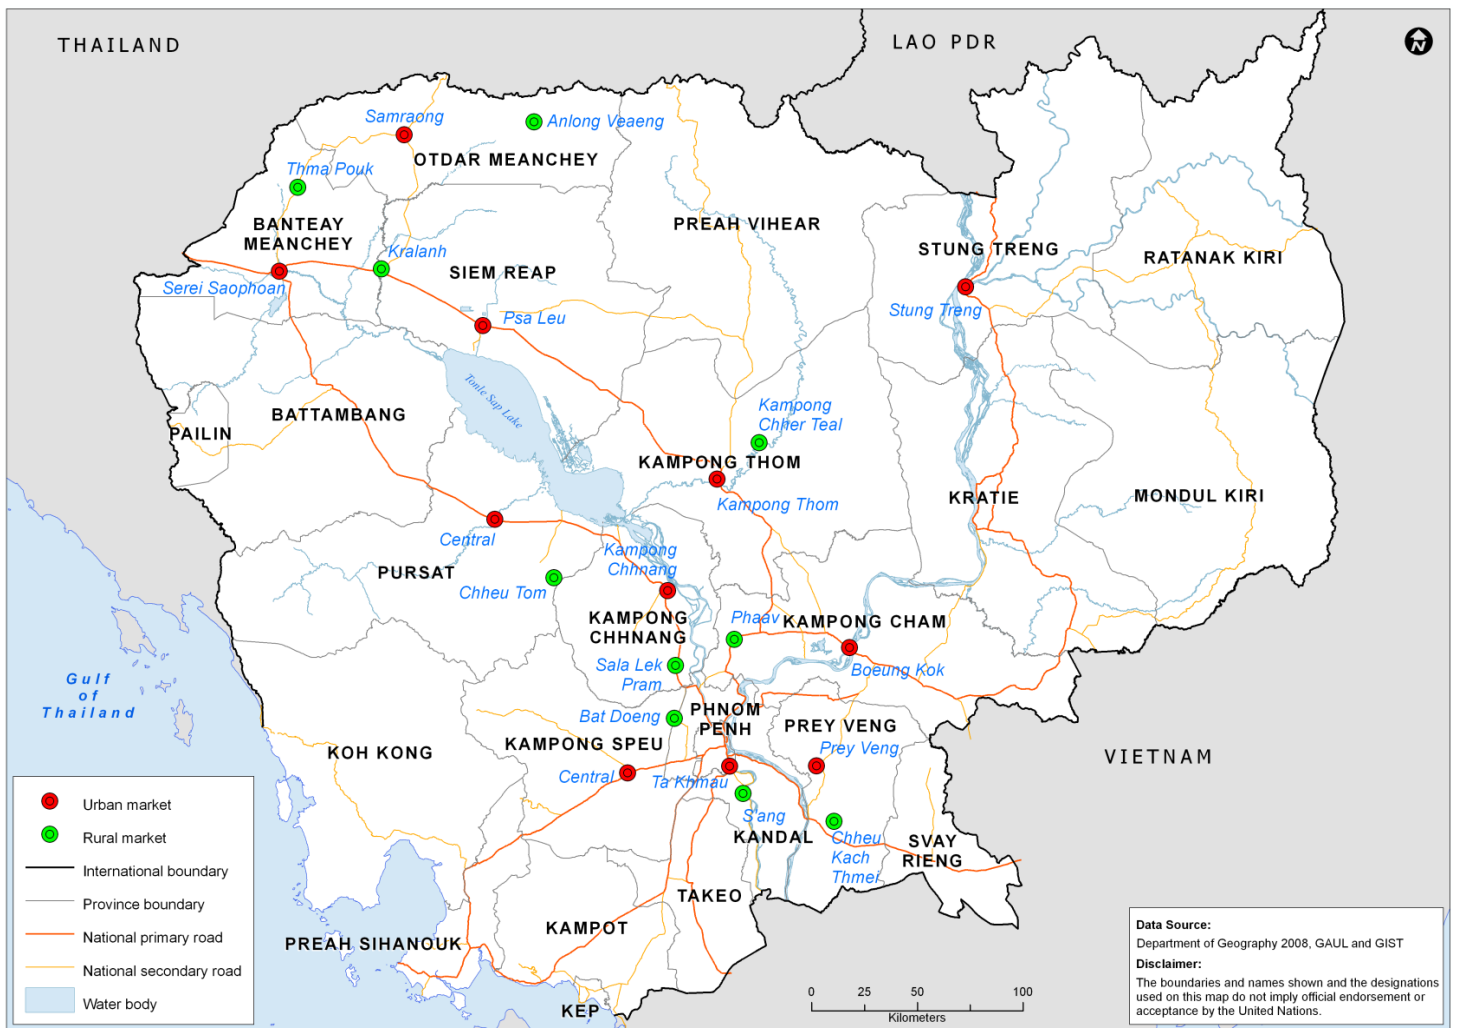 THAILAND
LAO PDR
N
Samraong
Anlong Veaeng
OTDAR MEANCHEY
Thma Pouk
BANTEAY
MEANCHEY
PREAH VIHEAR
Kralanh
SIEM REAP
STUNG TRENG
RATANAK KIRI
Serei Saophoan
Psa Leu
Stung Treng
Tonle Sap Lake
BATTAMBANG
PAILIN
Kampong
Chher Teal
KAMPONG THOM
Kampong Thom
KRATIE
MONDUL KIRI
Central
PURSAT
Chheu Tom
Kampong
Chhnang
KAMPONG
CHHNANG
Phaav
KAMPONG CHAM
Boeung Kok
Sala Lek
Pram
Gulf
of
Thailand
Bat Doeng
PHNOM
PENH
PREY VENG
Prey Veng
KAMPONG SPEU
KOH KONG
Central
Ta Khmau
VIETNAM
S'ang
KANDAL
Chheu
Kach
Thmei
SVAY
RIENG
TAKEO
KAMPOT
PREAH SIHANOUK
KEP
Urban market
Rural market
International boundary
Province boundary
National primary road
National secondary road
Water body
0 25 50 100
Kilometers
Data Source:
Department of Geography 2008, GAUL and GIST
Disclaimer:
The boundaries and names shown and the designations
used on this map do not imply official endorsement or
acceptance by the United Nations.